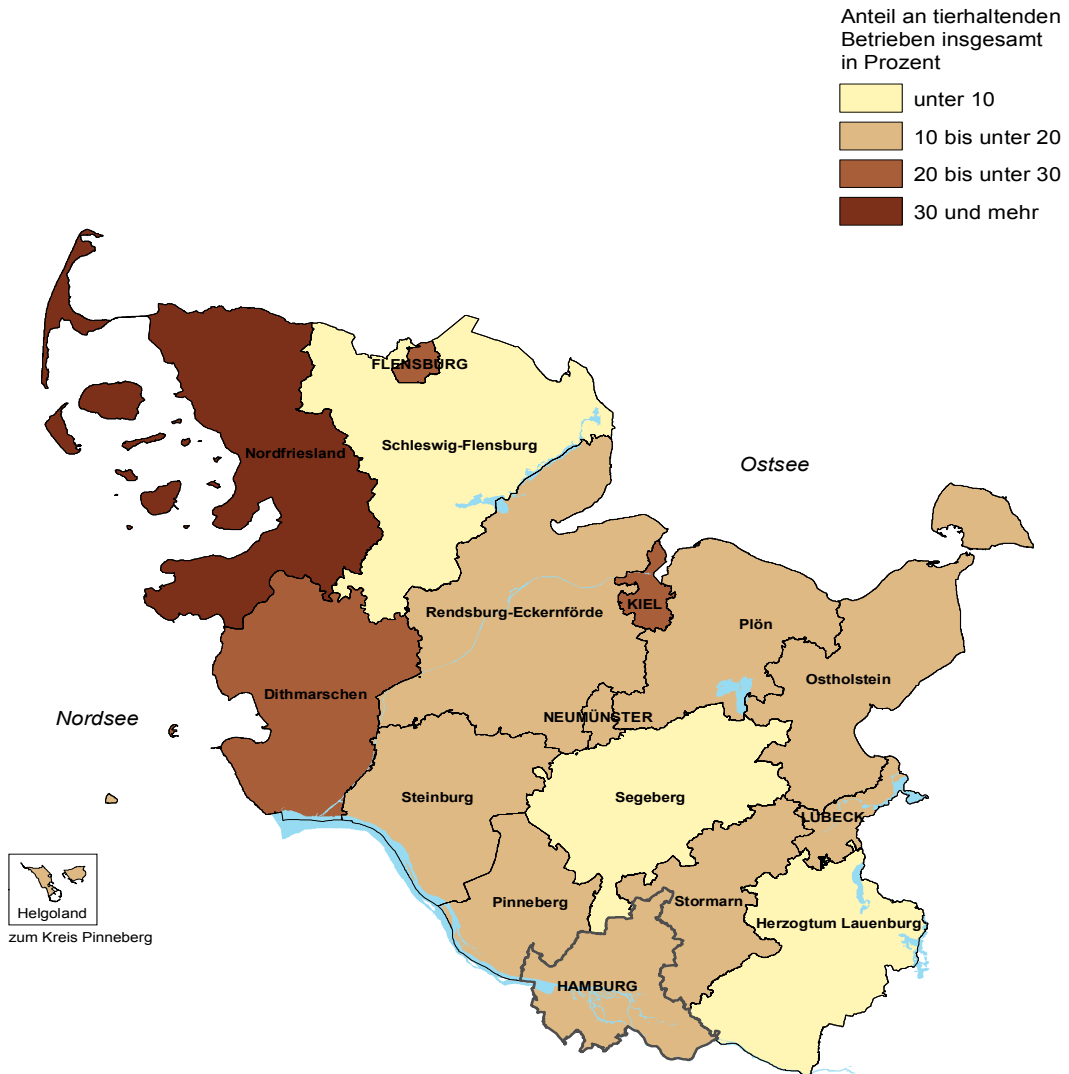 Anteil an tierhaltenden
Betrieben insgesamt
in Prozent
unter 10
10 bis unter 20
20 bis unter 30
30 und mehr
FLENSBURG
Schleswig-Flensburg
Nordfriesland
Ostsee
Rendsburg-Eckernförde
KIEL
Plön
Ostholstein
Dithmarschen
Nordsee
NEUMÜNSTER
Steinburg
Segeberg
LÜBECK
Pinneberg
Stormarn
Herzogtum Lauenburg
Helgoland
zum Kreis Pinneberg
HAMBURG